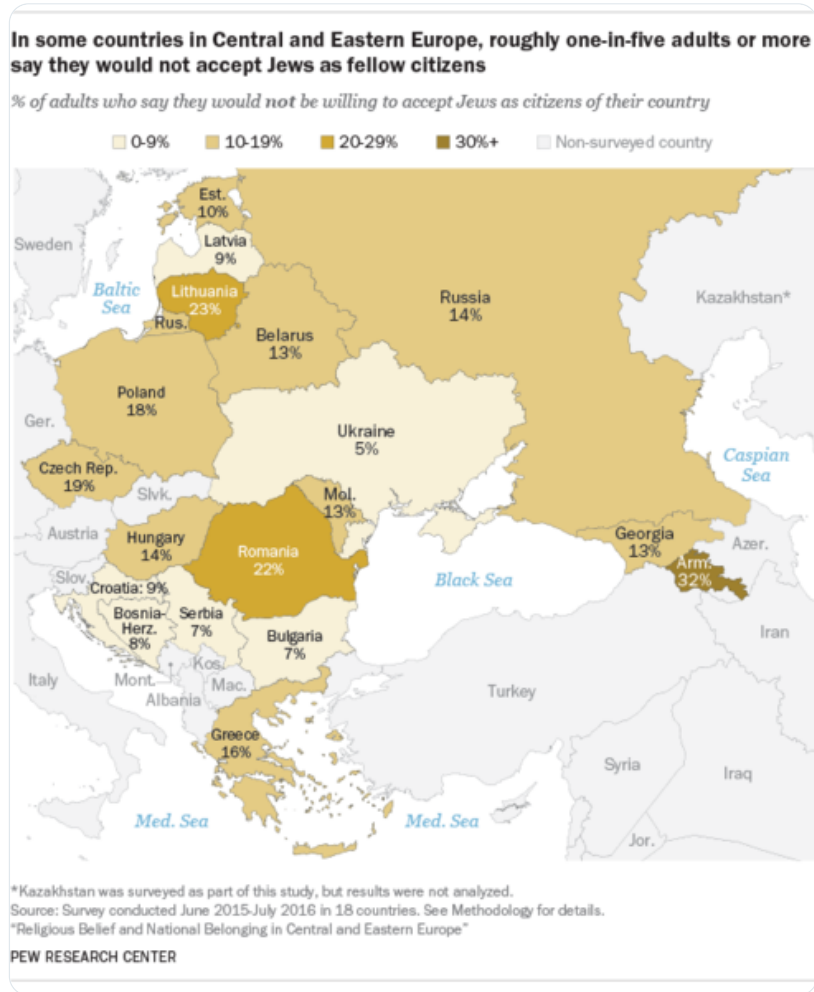 In some countries in Central and Eastern Europe, roughly one-in-five adults or more
say they would not accept Jews as fellow citizens
% of adults who say they would not be willing to accept Jews as citizens of their country
0-9%
10-19%
20-29%
30%+
Non-surveyed country
Est.
10%
Sweden
Latvia
9%
Baltic
Sea
Lithuania
23%
Rus.
Russia
14%
Kazakhstan*
Belarus
13%
Poland
18%
Ger.
Ukraine
5%
Caspian
Sea
Czech Rep.
19%
Slvk.
Mol.
13%
Austria
Hungary
14%
Romania
22%
Georgia
13%
Azer.
Arm.
32%
Black Sea
Slov.
Croatia: 9%
Bosnia-
Herz.
8%
Serbia
7%
Bulgaria
7%
Iran
Kos.
Italy
Mont.
Mac.
Albania
Turkey
Greece
16%
Syria
Iraq
Med. Sea
Med. Sea
Jor.
*Kazakhstan was surveyed as part of this study, but results were not analyzed.
Source: Survey conducted June 2015-July 2016 in 18 countries. See Methodology for details.
"Religious Belief and National Belonging in Central and Eastern Europe"
PEW RESEARCH CENTER